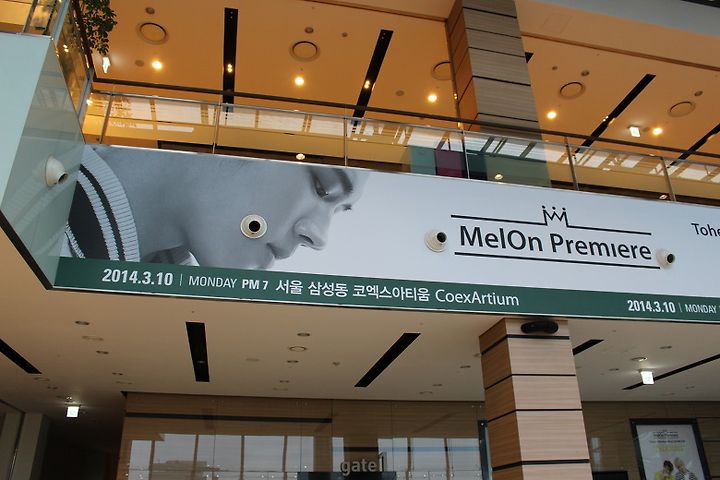 MelOn Premiere
Tohe
2014.3.10 | MONDAY PM 7 서울 삼성동 코엑스아티움 CoexArtium
2014.3.10 | MONDAY
gate